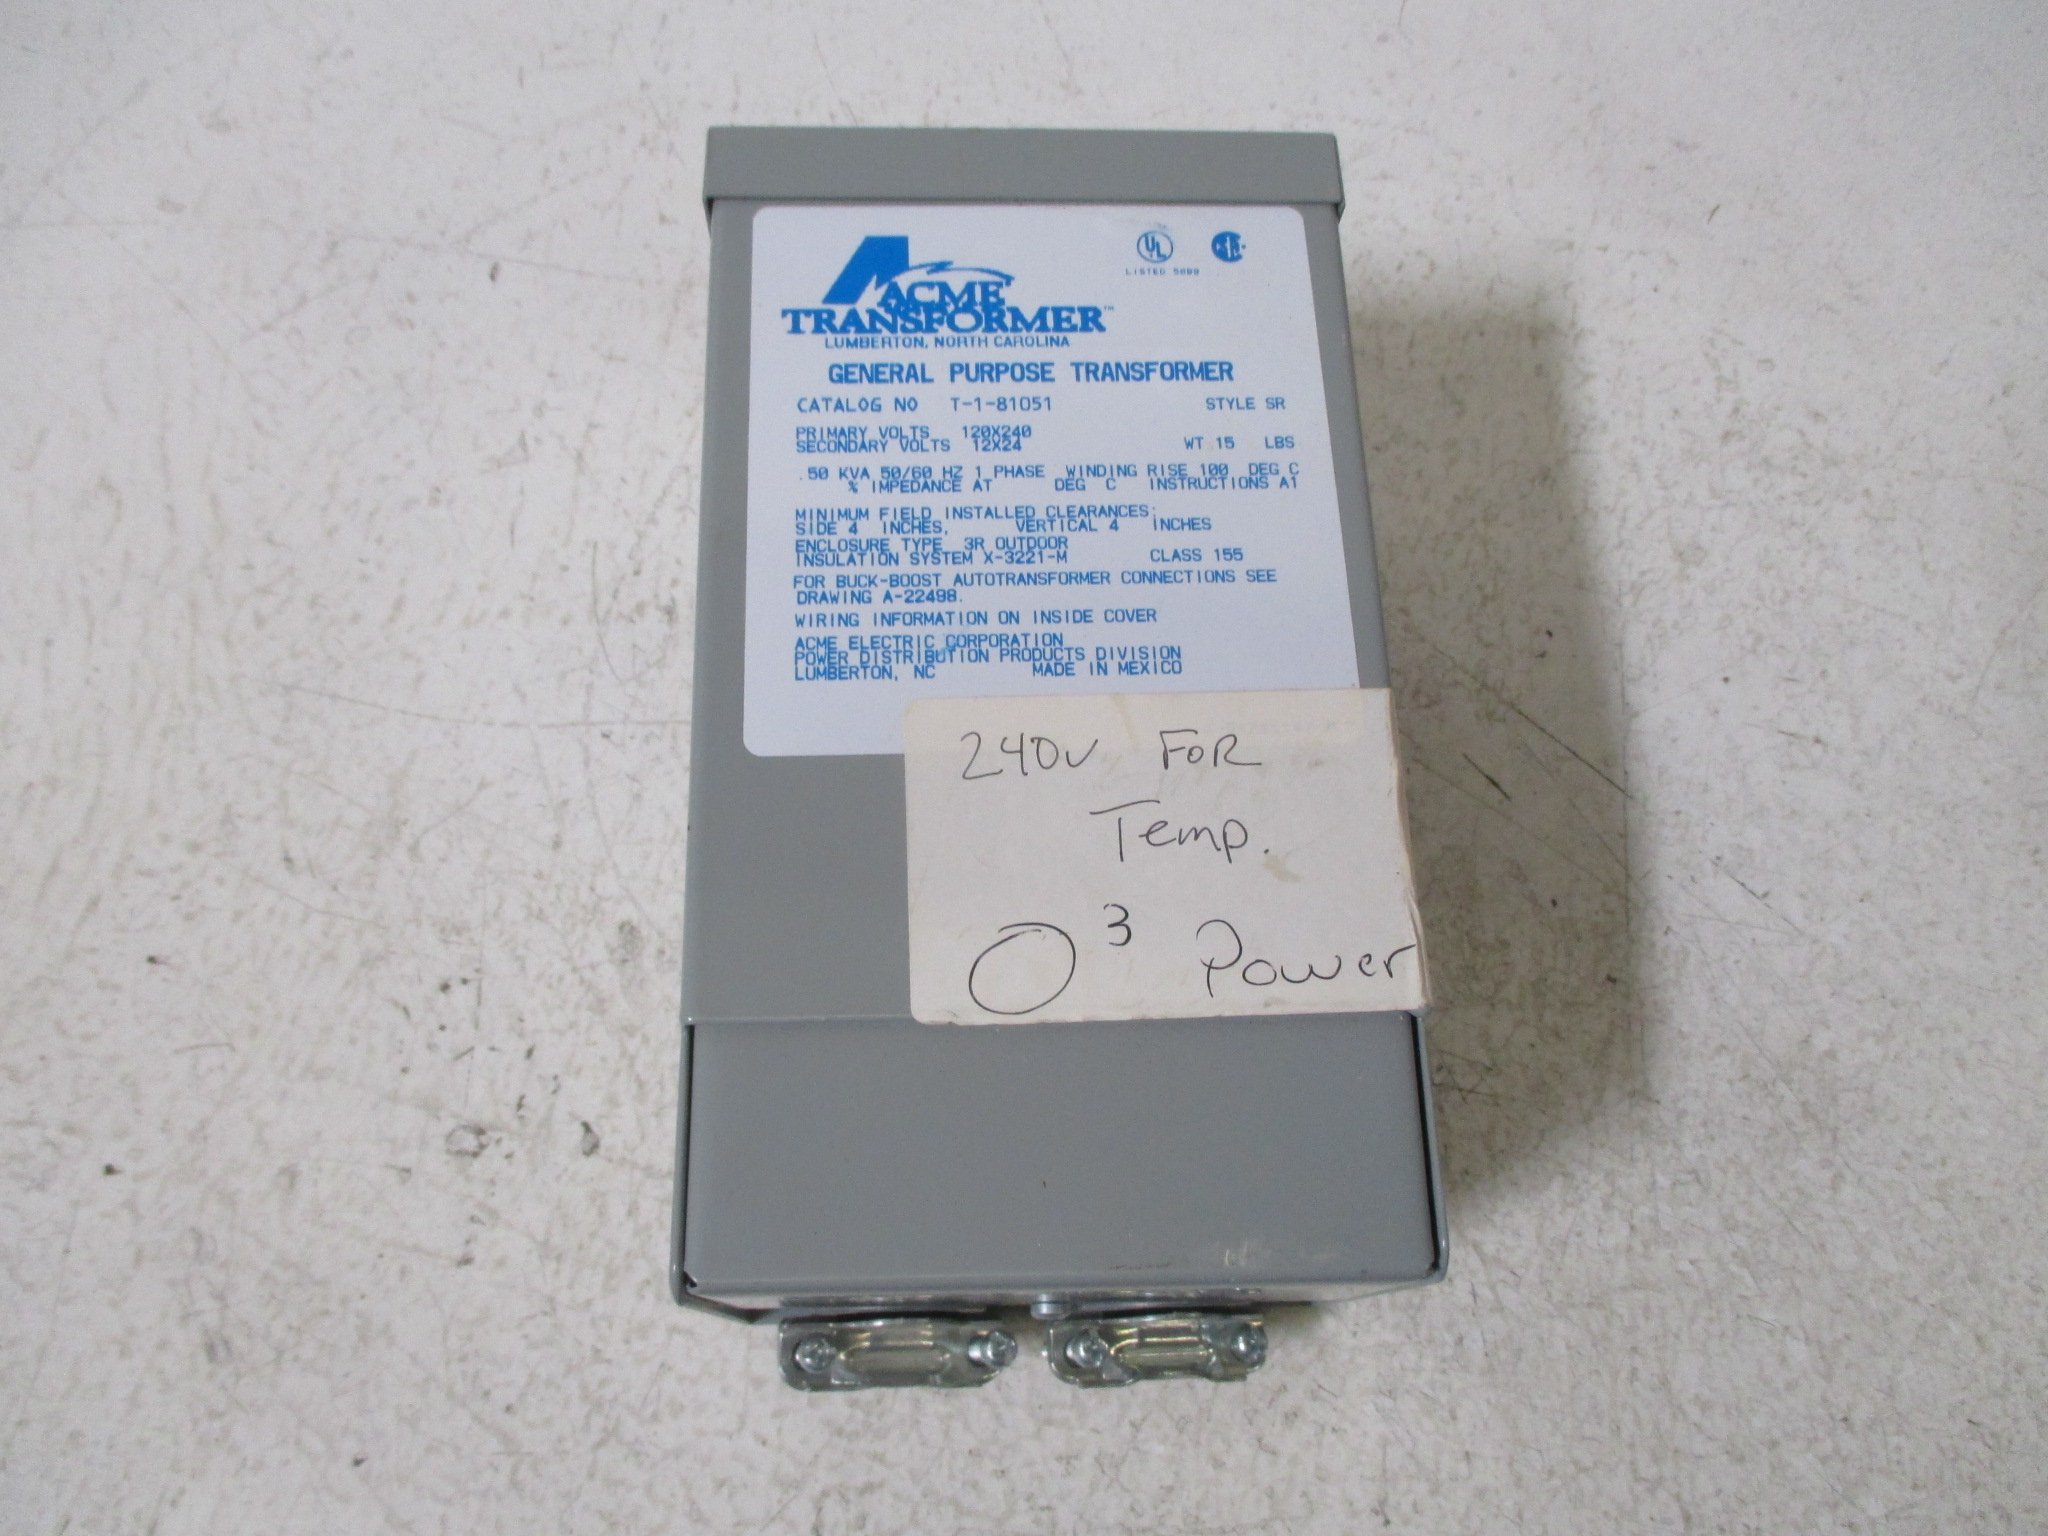 UL
LISTED 5099
ACME
TRANSFORMER™
LUMBERTON, NORTH CAROLINA
GENERAL PURPOSE TRANSFORMER
CATALOG NO T-1-81051 STYLE SR
PRIMARY VOLTS 120X240
SECONDARY VOLTS 12X24 WT 15 LBS
.50 KVA 50/60 HZ 1 PHASE WINDING RISE 100 DEG C
% IMPEDANCE AT DEG C INSTRUCTIONS A1
MINIMUM FIELD INSTALLED CLEARANCES:
SIDE 4 INCHES, VERTICAL 4 INCHES
ENCLOSURE TYPE 3R OUTDOOR
INSULATION SYSTEM X-3221-M CLASS 155
FOR BUCK-BOOST AUTOTRANSFORMER CONNECTIONS SEE
DRAWING A-22498.
WIRING INFORMATION ON INSIDE COVER
ACME ELECTRIC CORPORATION
POWER DISTRIBUTION PRODUCTS DIVISION
LUMBERTON, NC MADE IN MEXICO
240v FOR
Temp.
O³ Power